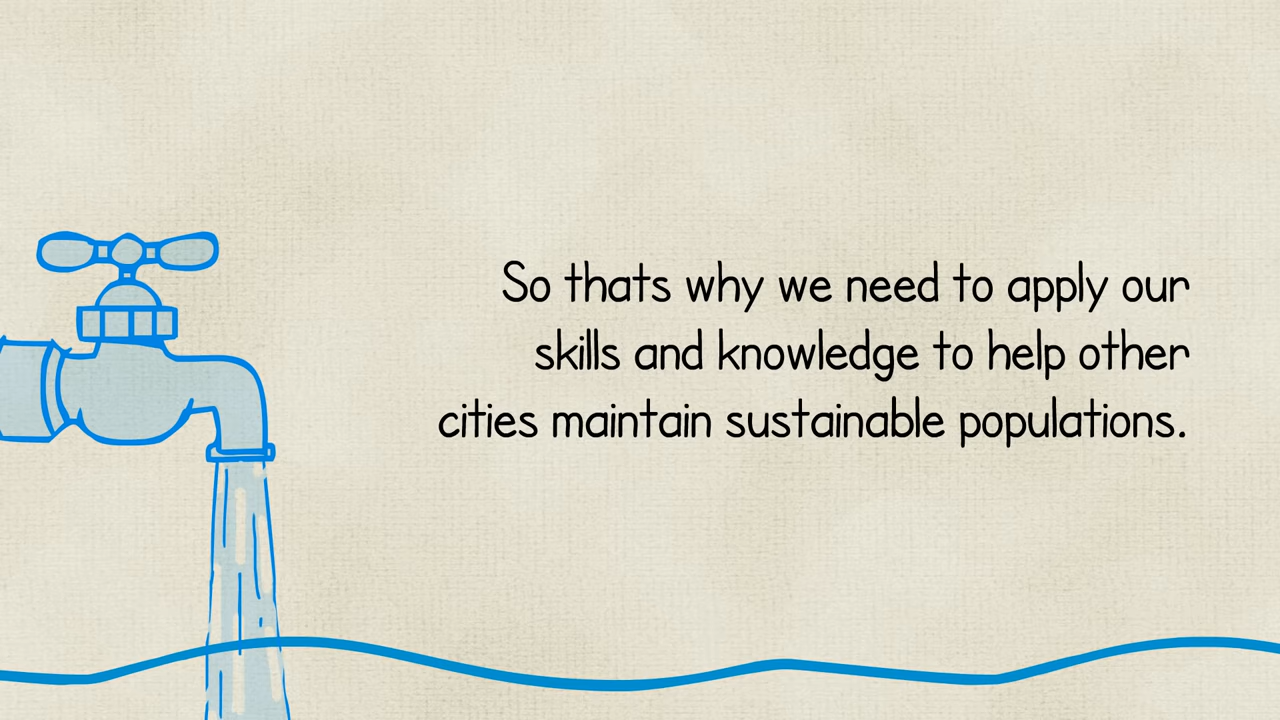 So thats why we need to apply our
skills and knowledge to help other
cities maintain sustainable populations.